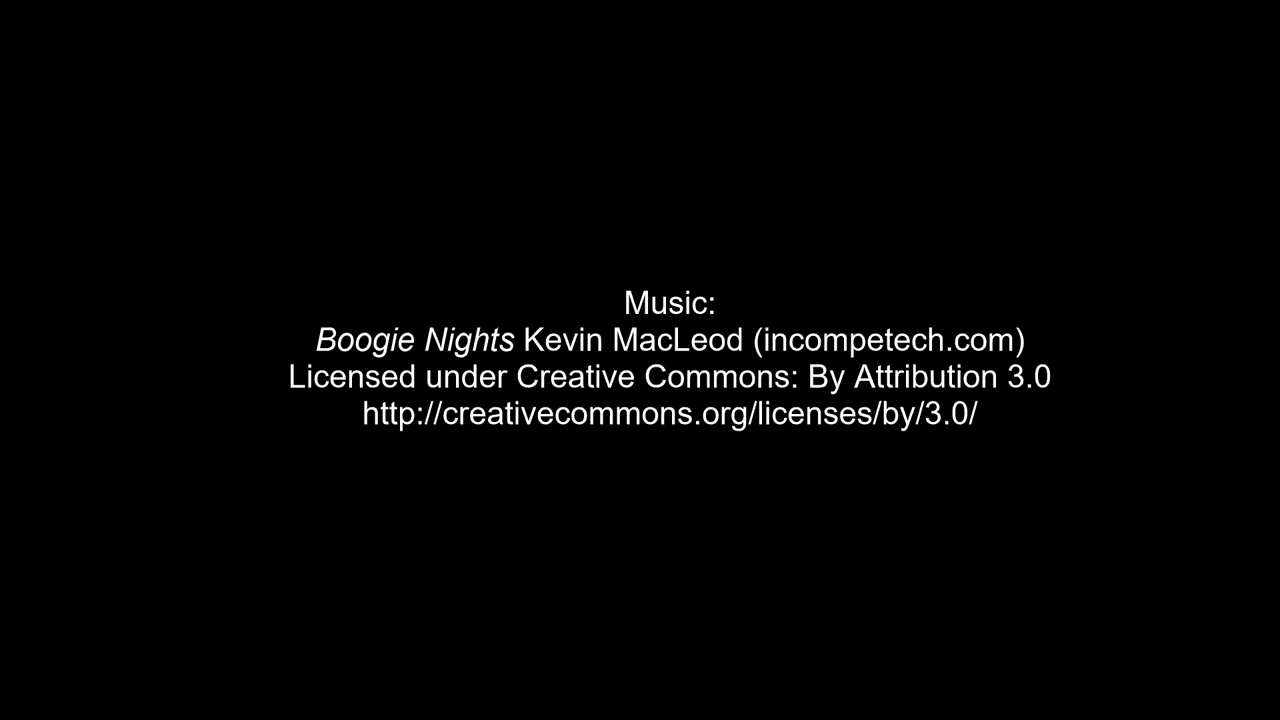 Music:
Boogie Nights Kevin MacLeod (incompetech.com)
Licensed under Creative Commons: By Attribution 3.0
http://creativecommons.org/licenses/by/3.0/